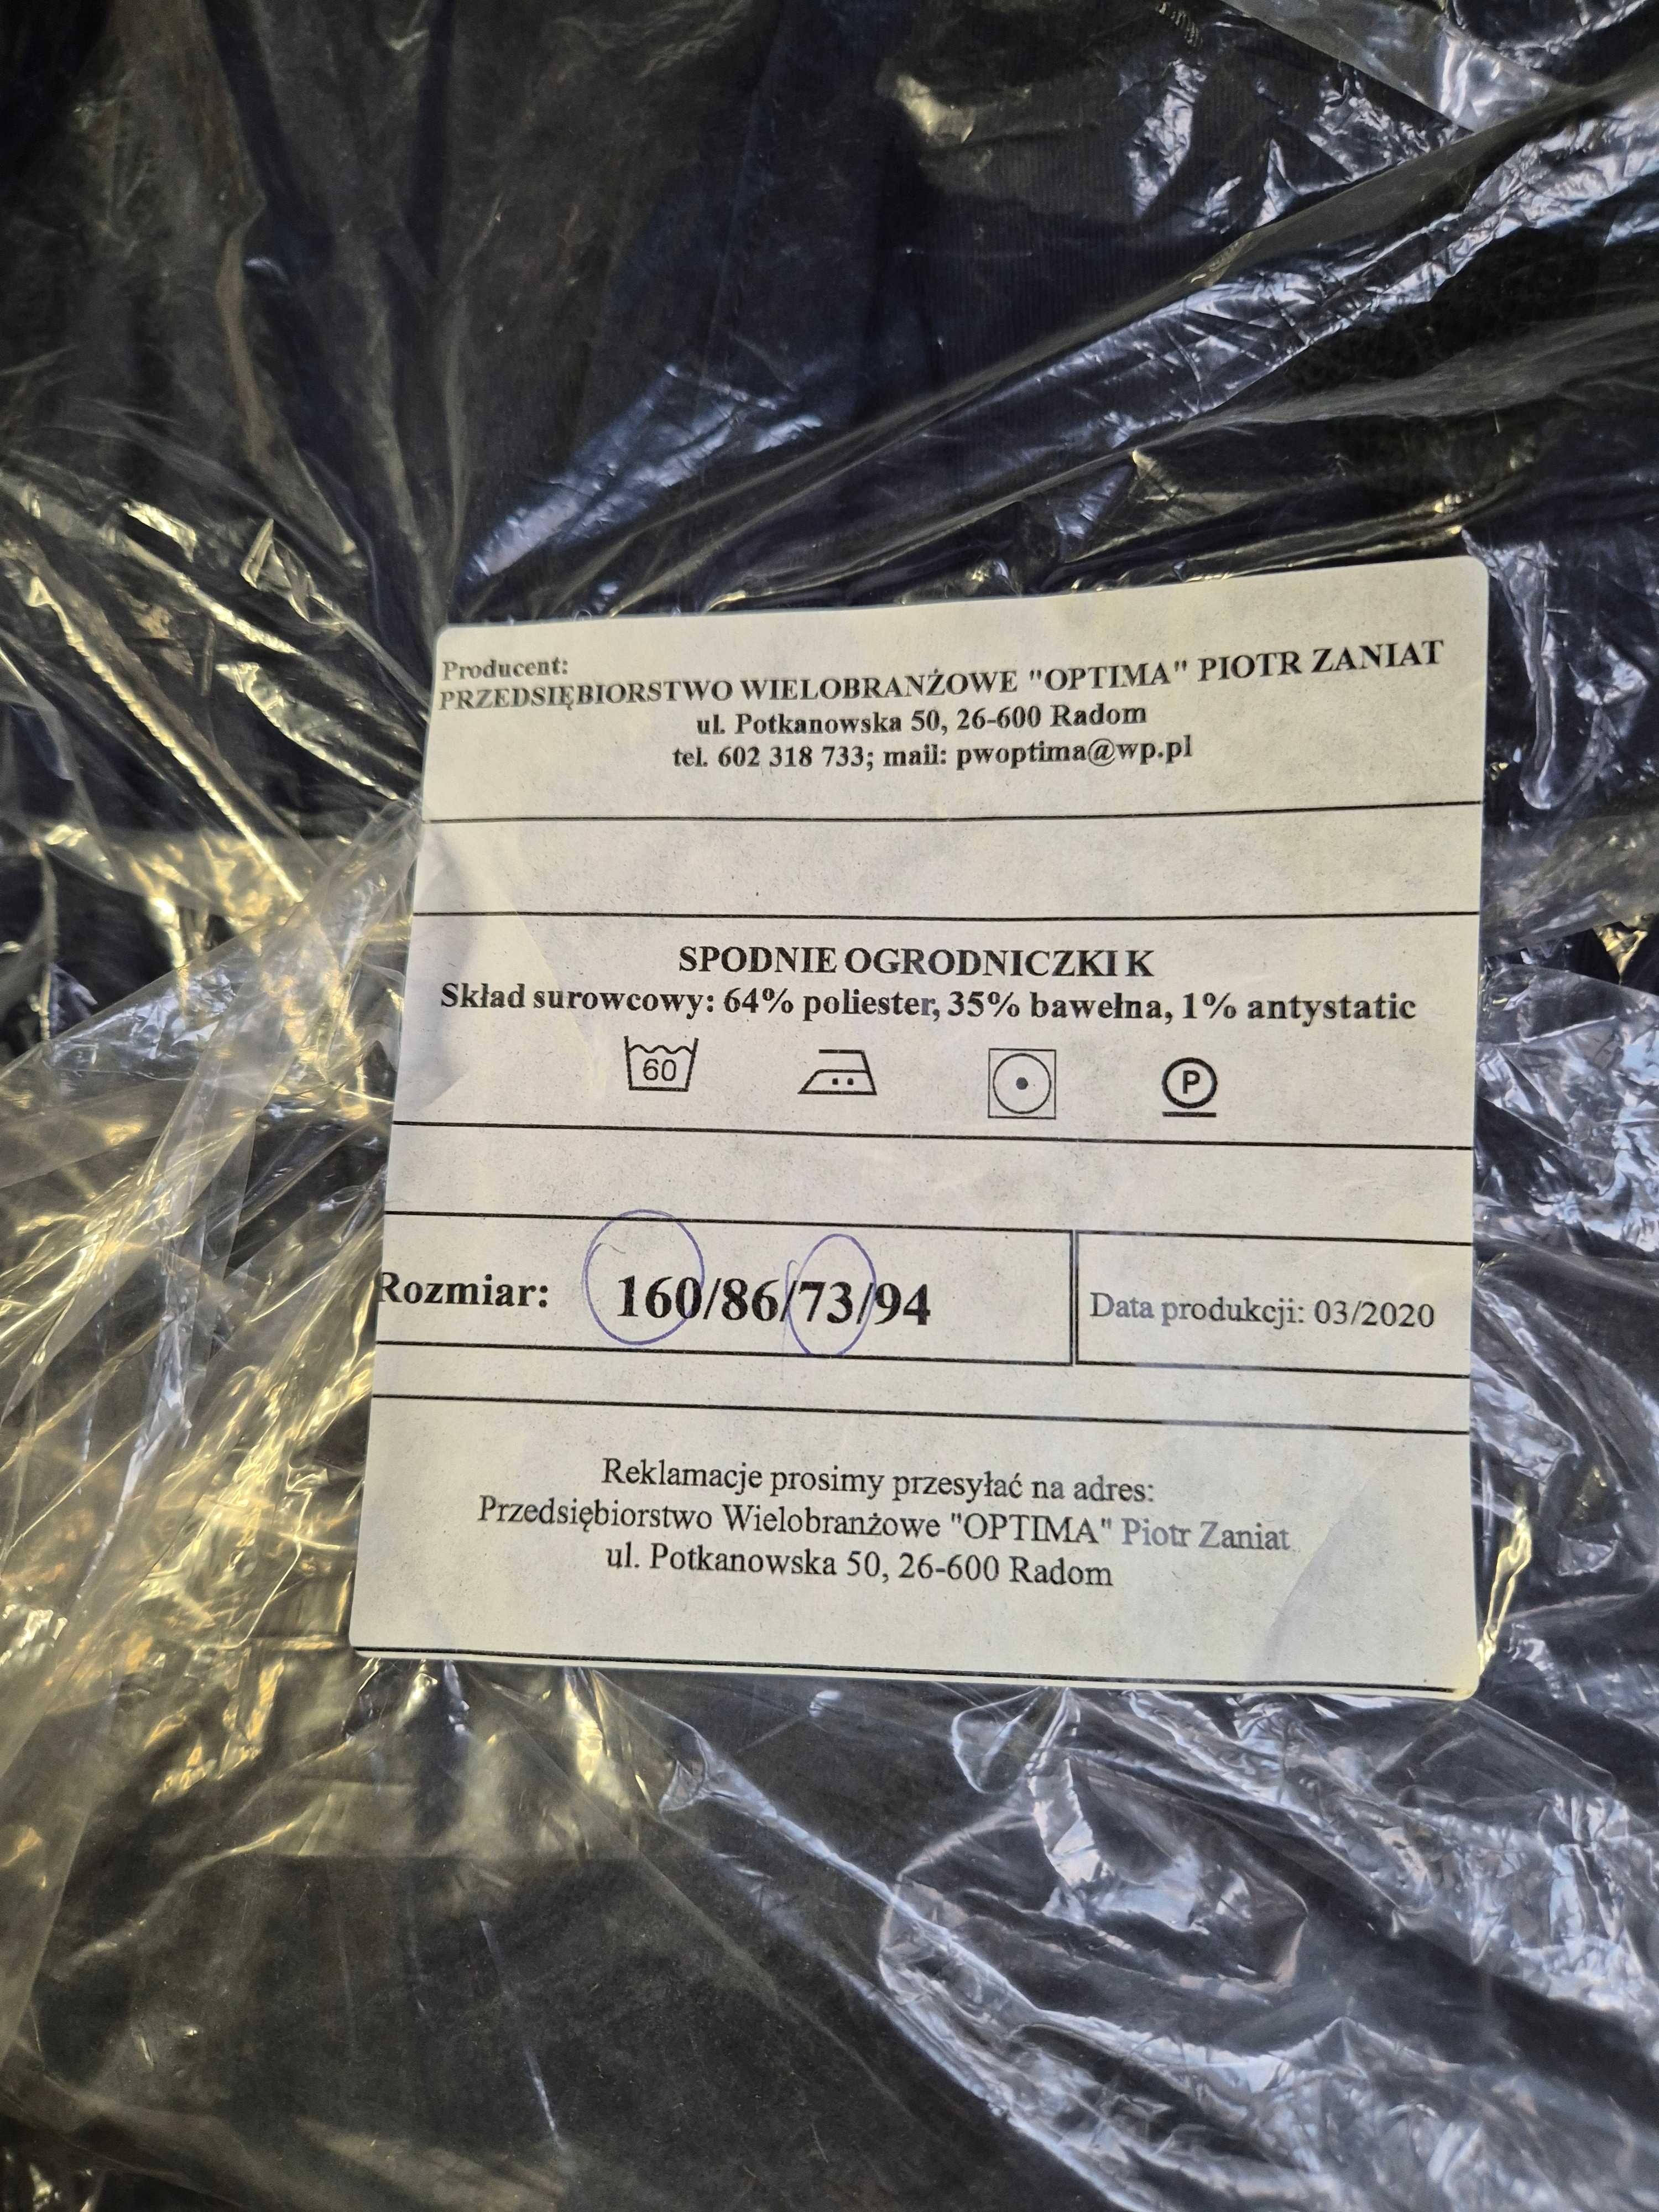 Producent:
PRZEDSIĘBIORSTWO WIELOBRANŻOWE "OPTIMA" PIOTR ZANIAT
ul. Potkanowska 50, 26-600 Radom
tel. 602 318 733; mail: pwoptima@wp.pl
SPODNIE OGRODNICZKI K
Skład surowcowy: 64% poliester, 35% bawełna, 1% antystatic
60
P
Rozmiar: 160/86/73/94
Data produkcji: 03/2020
Reklamacje prosimy przesyłać na adres:
Przedsiębiorstwo Wielobranżowe "OPTIMA" Piotr Zaniat
ul. Potkanowska 50, 26-600 Radom